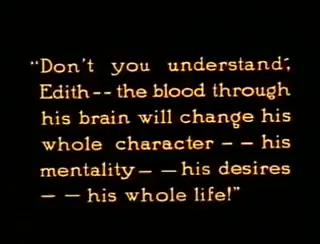 "Don't you understand,
Edith -- the blood through
his brain will change his
whole character -- his
mentality -- his desires
-- his whole life!"